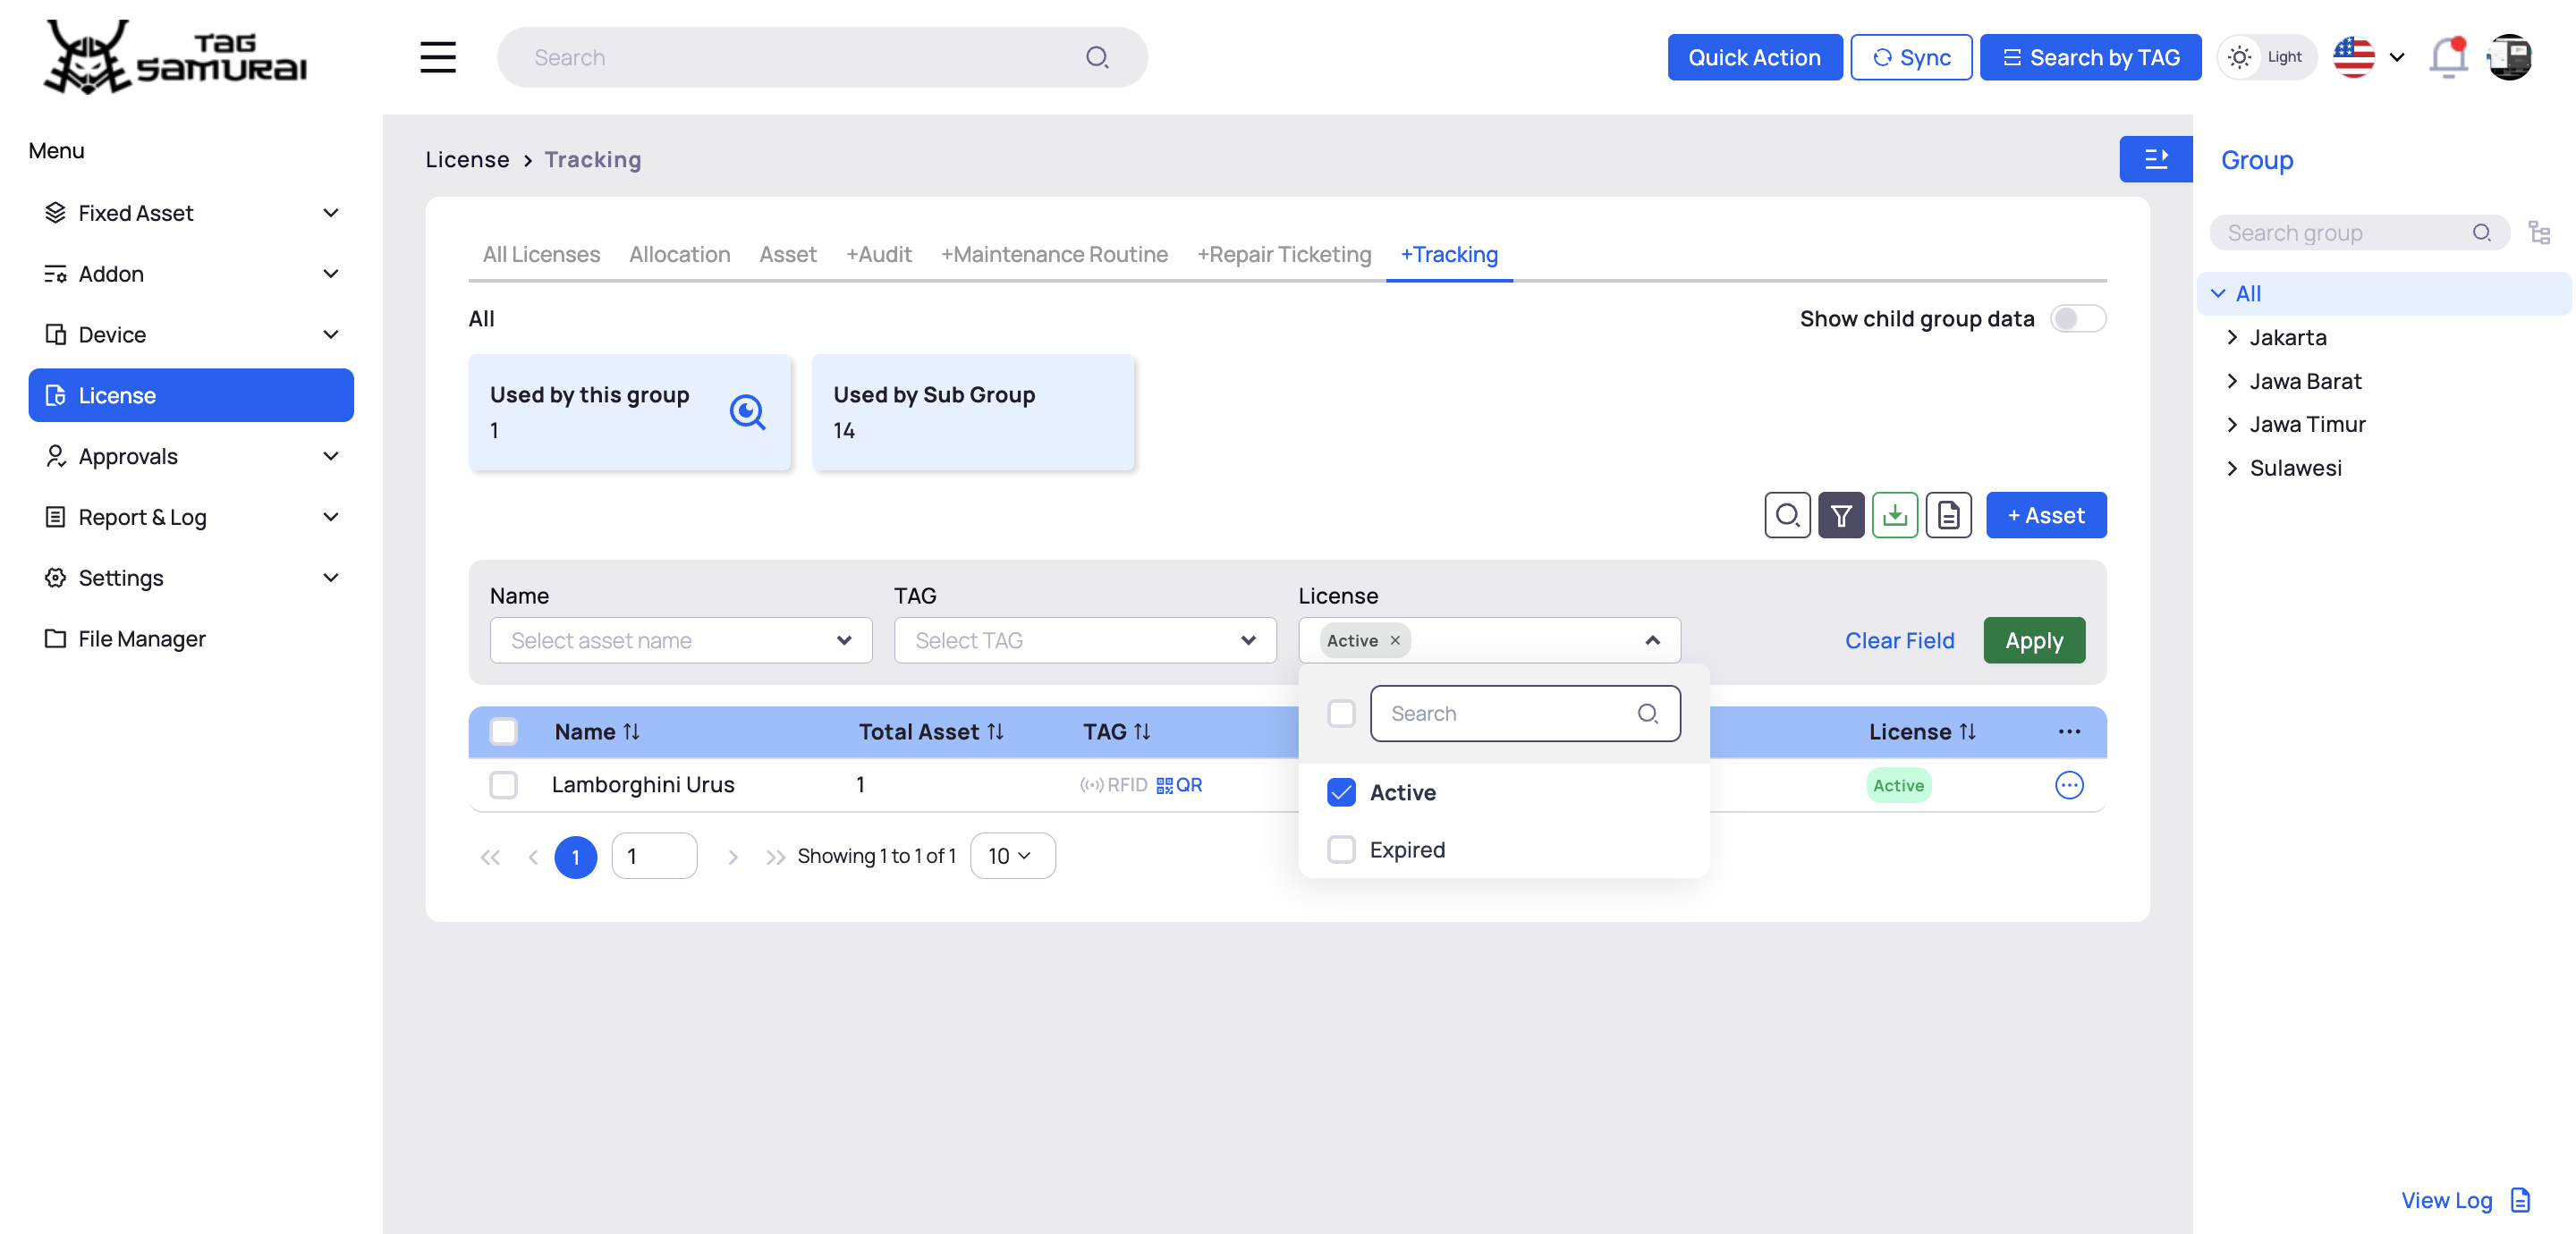 TAG
SAMURAI
Search
Quick Action
Sync
Search by TAG
Light
Menu
Fixed Asset
Addon
Device
License
Approvals
Report & Log
Settings
File Manager
License > Tracking
All Licenses
Allocation
Asset
+Audit
+Maintenance Routine
+Repair Ticketing
+Tracking
All
Show child group data
Used by this group
1
Used by Sub Group
14
+ Asset
Name
Select asset name
TAG
Select TAG
License
Active ×
Clear Field
Apply
Search
Active
Expired
Name
Total Asset
TAG
License
Lamborghini Urus
1
RFID
QR
Active
1
1
Showing 1 to 1 of 1
10
Group
Search group
All
Jakarta
Jawa Barat
Jawa Timur
Sulawesi
View Log